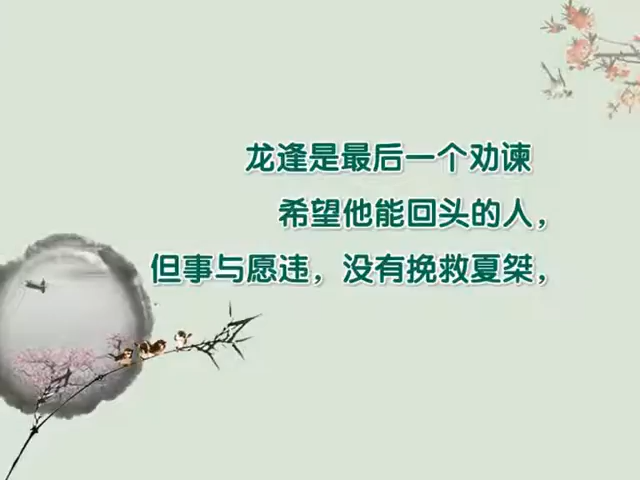 龙逢是最后一个劝谏
希望他能回头的人，
但事与愿违，没有挽救夏桀，